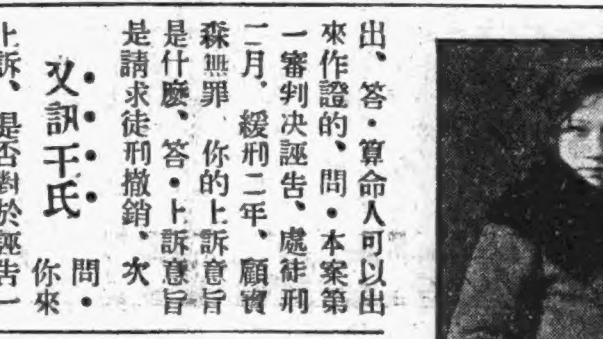 出、答・算命人可以出
來作證的、問・本案第
一審判决誣告、處徒刑
二月、緩刑二年、顧寶
森無罪 你的上訴意旨
是什麽、答・上訴意旨
是請求徒刑撤銷、次
又訊干氏
問・
你來
上訴、是否對於誣告一